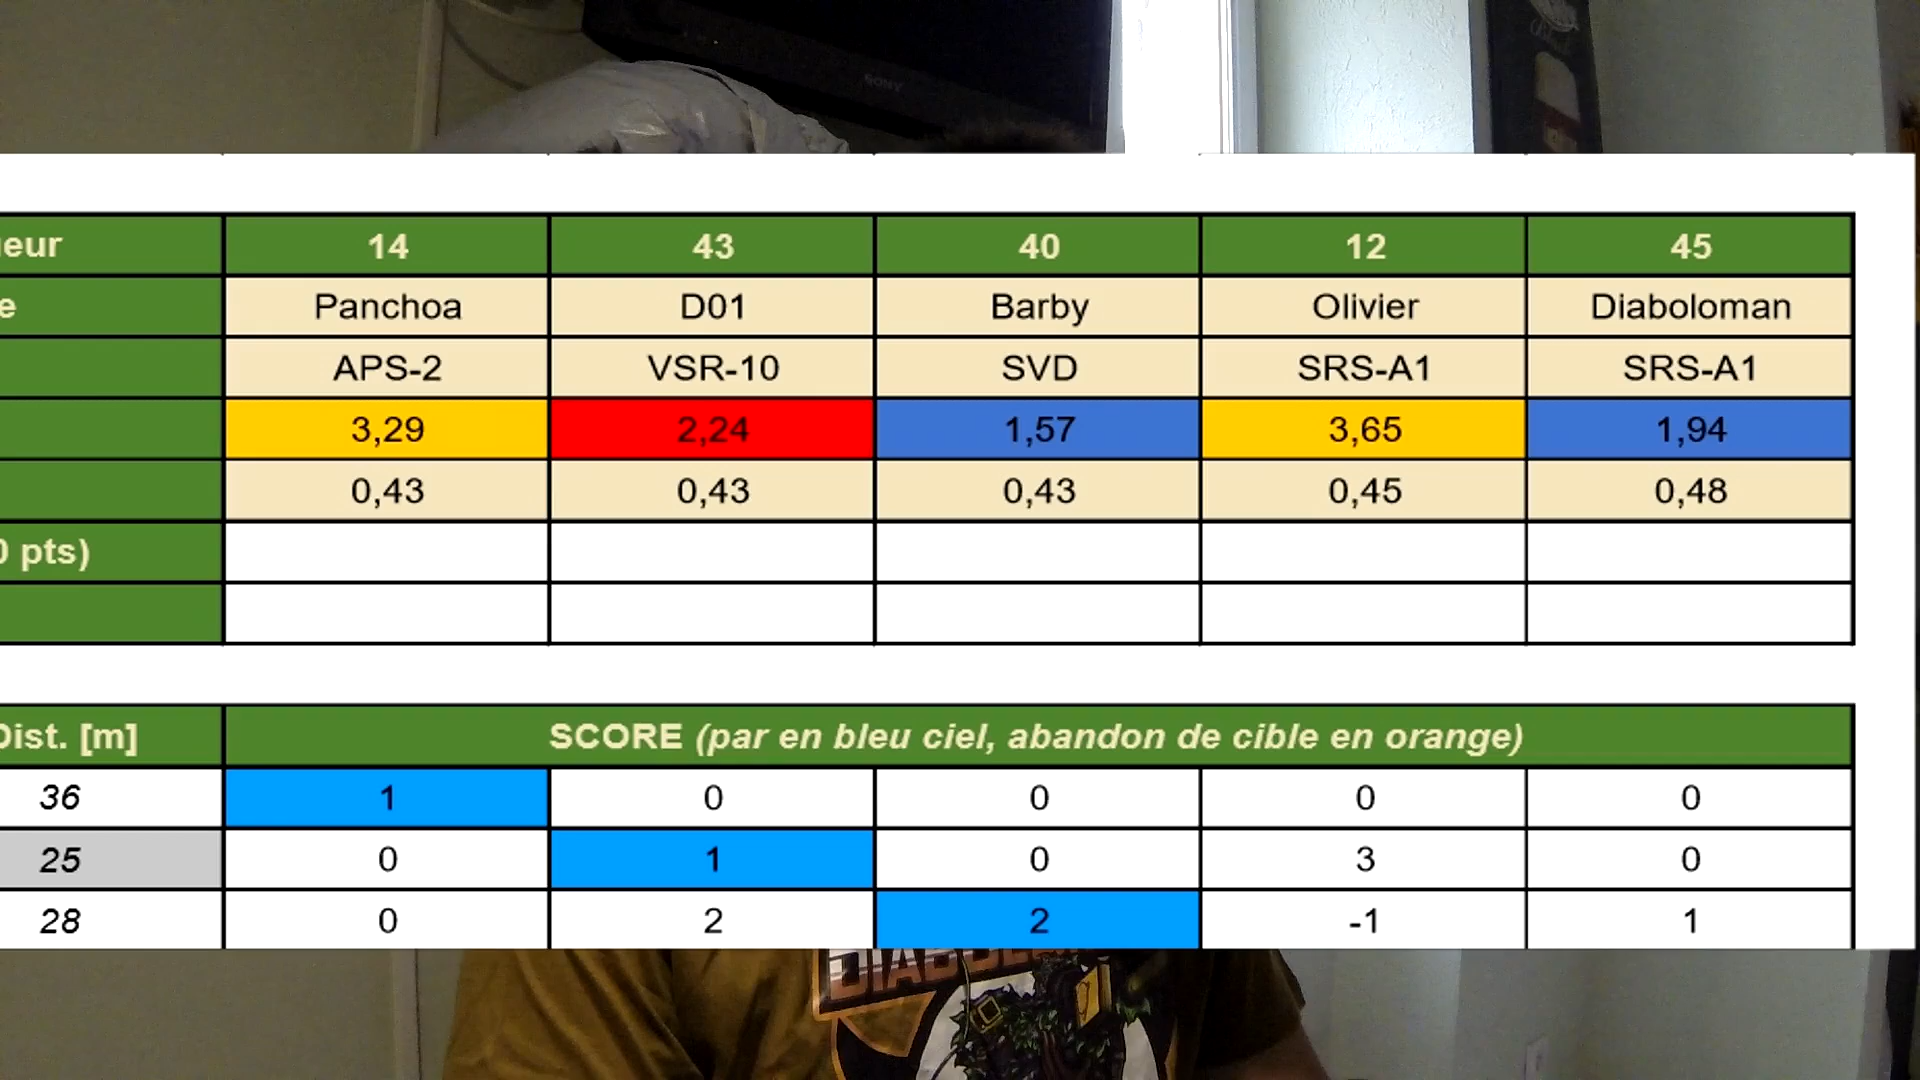 SONY
eur 14 43 40 12 45
e Panchoa D01 Barby Olivier Diaboloman
APS-2 VSR-10 SVD SRS-A1 SRS-A1
3,29 2,24 1,57 3,65 1,94
0,43 0,43 0,43 0,45 0,48
0 pts)
Dist. [m] SCORE (par en bleu ciel, abandon de cible en orange)
36 1 0 0 0 0
25 0 1 0 3 0
28 0 2 2 -1 1